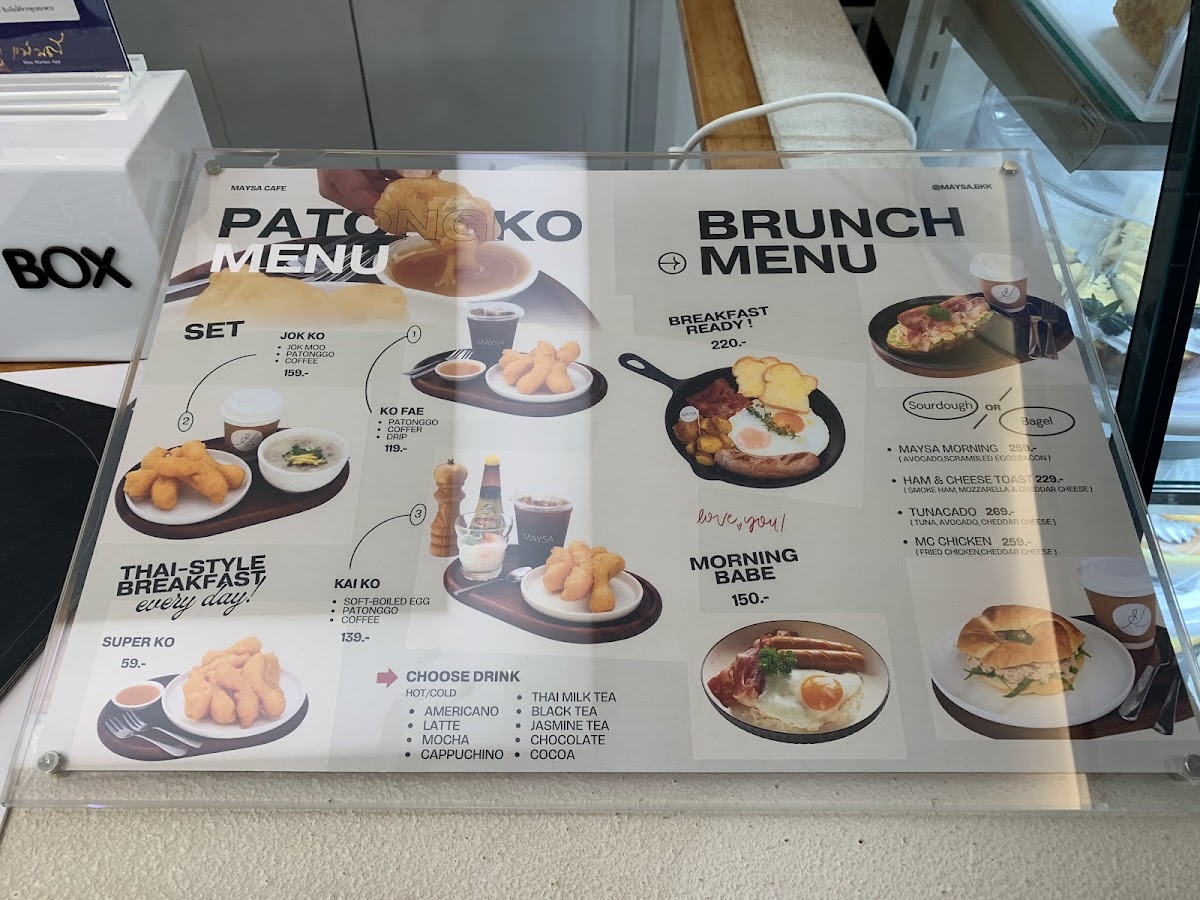 BOX
MAYSA CAFE
PATONGKO
MENU
SET
JOK KO
• JOK MOO
• PATONGGO
• COFFEE
159.-
1
KO FAE
• PATONGGO
• COFFER
• DRIP
119.-
2
MAYSA
THAI-STYLE
BREAKFAST
every day!
3
KAI KO
• SOFT-BOILED EGG
• PATONGGO
• COFFEE
139.-
MAYSA
SUPER KO
59.-
CHOOSE DRINK
HOT/COLD
• AMERICANO
• LATTE
• MOCHA
• CAPPUCHINO
• THAI MILK TEA
• BLACK TEA
• JASMINE TEA
• CHOCOLATE
• COCOA
@MAYSA.BKK
BRUNCH
MENU
BREAKFAST
READY !
220.-
love you!
MORNING
BABE
150.-
Sourdough OR Bagel
• MAYSA MORNING 259.-
( AVOCADO,SCRAMBLED EGGS,BACON )
• HAM & CHEESE TOAST 229.-
( SMOKE HAM, MOZZARELLA & CHEDDAR CHEESE )
• TUNACADO 269.-
( TUNA, AVOCADO, CHEDDAR CHEESE )
• MC CHICKEN 259.-
( FRIED CHICKEN,CHEDDAR CHEESE )